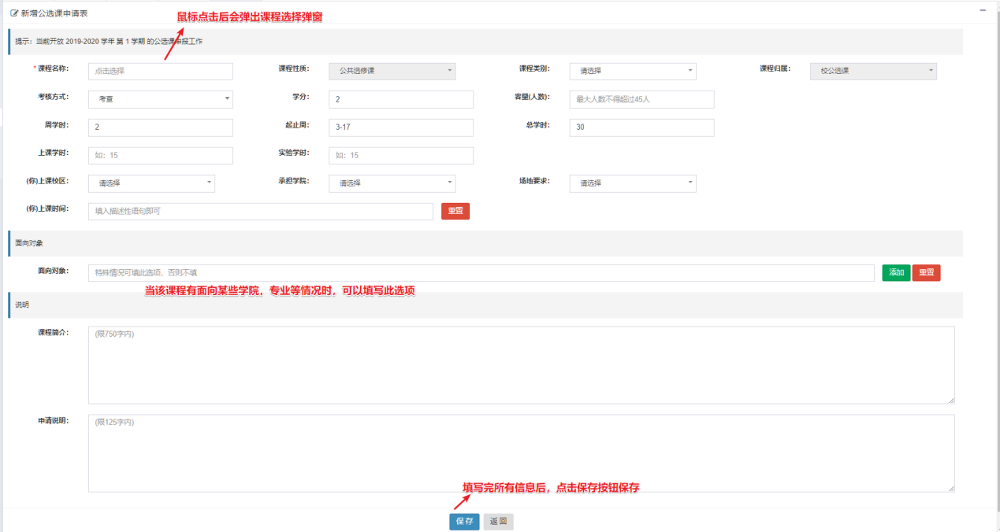 新增公选课申请表
鼠标点击后会弹出课程选择弹窗
提示：当前开放 2019-2020 学年 第 1 学期 的公选课申报工作
* 课程名称： 点击选择 课程性质： 公共选修课 课程类别： 请选择 课程归属： 校公选课
考核方式： 考查 学分： 2 容量(人数)： 最大人数不得超过45人
周学时： 2 起止周： 3-17 总学时： 30
上课学时： 如：15 实验学时： 如：15
(你)上课校区： 请选择 承担学院： 请选择 场地要求： 请选择
(你)上课时间： 填入描述性语句即可 重置
面向对象
面向对象： 特殊情况可填此选项，否则不填 添加 重置
当该课程有面向某些学院，专业等情况时，可以填写此选项
说明
课程简介： (限750字内)
申请说明： (限125字内)
填写完所有信息后，点击保存按钮保存
保存 返回